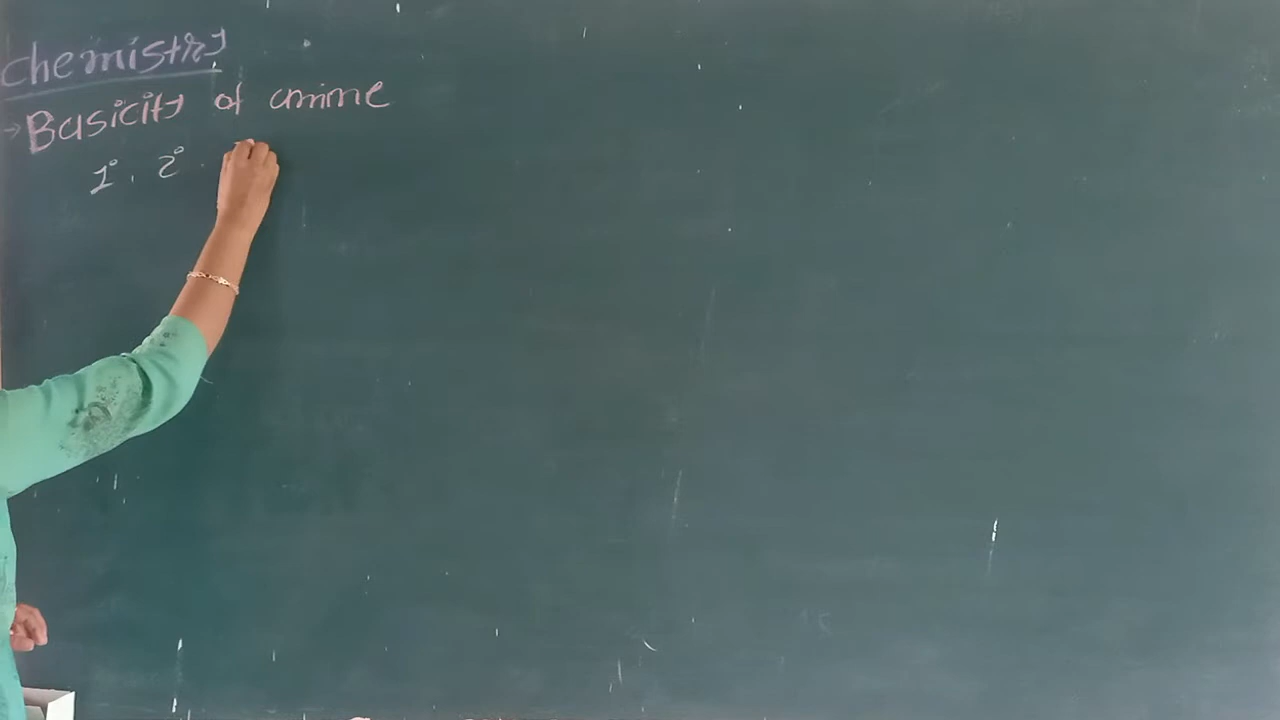 Chemistry
→ Basicity of amine
1°, 2°,